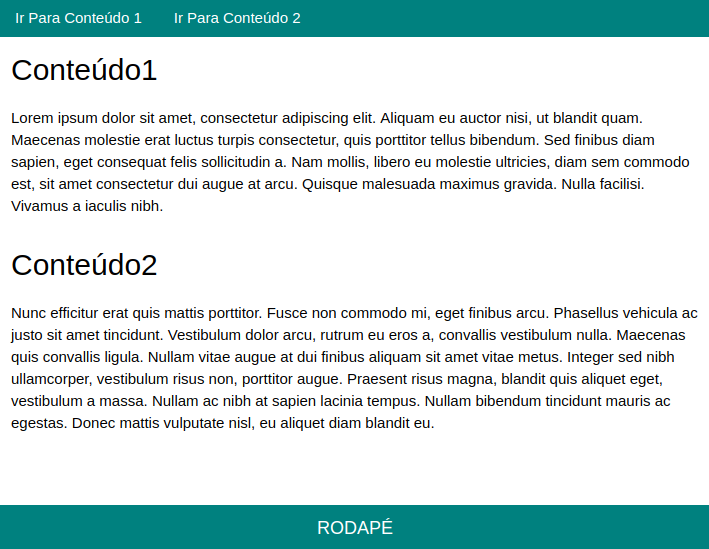 Ir Para Conteúdo 1 Ir Para Conteúdo 2
Conteúdo1
Lorem ipsum dolor sit amet, consectetur adipiscing elit. Aliquam eu auctor nisi, ut blandit quam.
Maecenas molestie erat luctus turpis consectetur, quis porttitor tellus bibendum. Sed finibus diam
sapien, eget consequat felis sollicitudin a. Nam mollis, libero eu molestie ultricies, diam sem commodo
est, sit amet consectetur dui augue at arcu. Quisque malesuada maximus gravida. Nulla facilisi.
Vivamus a iaculis nibh.
Conteúdo2
Nunc efficitur erat quis mattis porttitor. Fusce non commodo mi, eget finibus arcu. Phasellus vehicula ac
justo sit amet tincidunt. Vestibulum dolor arcu, rutrum eu eros a, convallis vestibulum nulla. Maecenas
quis convallis ligula. Nullam vitae augue at dui finibus aliquam sit amet vitae metus. Integer sed nibh
ullamcorper, vestibulum risus non, porttitor augue. Praesent risus magna, blandit quis aliquet eget,
vestibulum a massa. Nullam ac nibh at sapien lacinia tempus. Nullam bibendum tincidunt mauris ac
egestas. Donec mattis vulputate nisl, eu aliquet diam blandit eu.
RODAPÉ